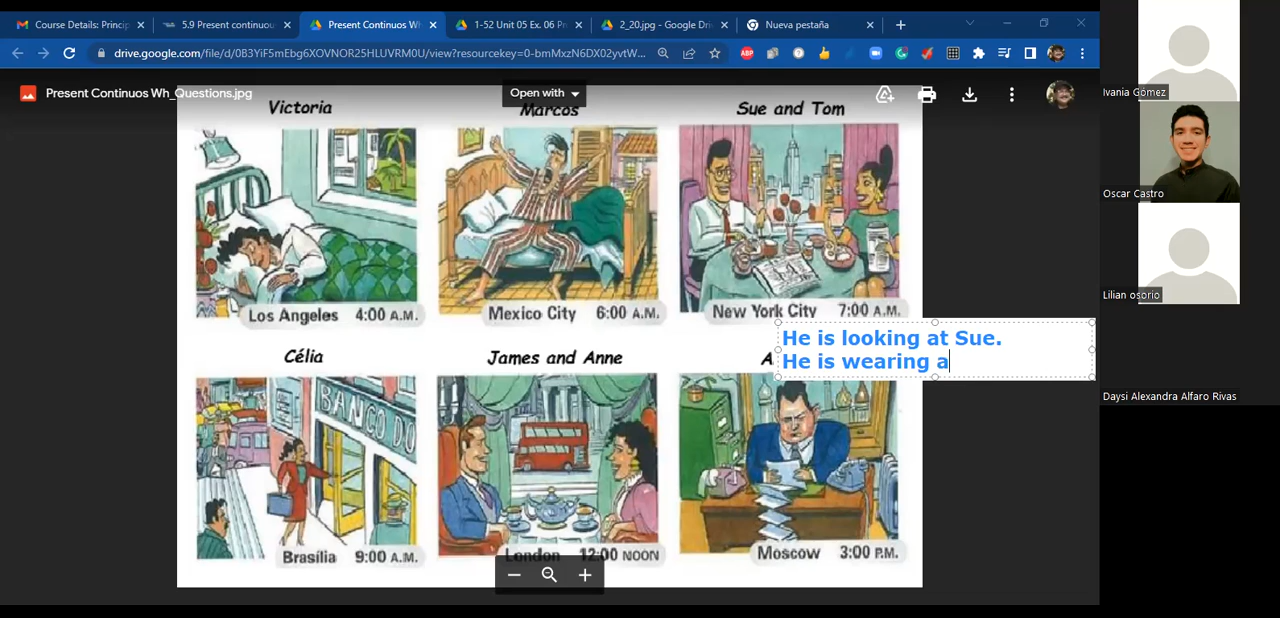 Course Details: Princip
5.9 Present continuous
Present Continuos Wh
1-52 Unit 05 Ex. 06 Pr
2_20.jpg - Google Dri
Nueva pestaña
drive.google.com/file/d/0B3YiF5mEbg6XOVNOR25HLUVRM0U/view?resourcekey=0-bmMxzN6DX02yvtW...
ABP
Present Continuos Wh_Questions.jpg
Open with
Victoria
Marcos
Sue and Tom
Los Angeles 4:00 A.M.
Mexico City 6:00 A.M.
New York City 7:00 A.M.
He is looking at Sue.
He is wearing a
Célia
James and Anne
A
BANCO DO
Brasília 9:00 A.M.
London 12:00 NOON
Moscow 3:00 P.M.
Ivania Gómez
Oscar Castro
Lilian osorio
Daysi Alexandra Alfaro Rivas